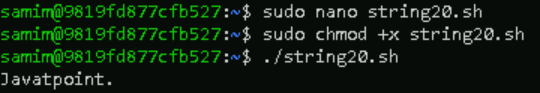 samim@9819fd877cfb527:~$ sudo nano string20.sh
samim@9819fd877cfb527:~$ sudo chmod +x string20.sh
samim@9819fd877cfb527:~$ ./string20.sh
Javatpoint.